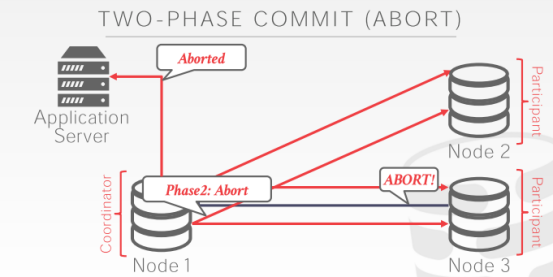 TWO-PHASE COMMIT (ABORT)
Aborted
Application
Server
Participant
Node 2
Coordinator
Phase2: Abort
ABORT!
Participant
Node 1
Node 3